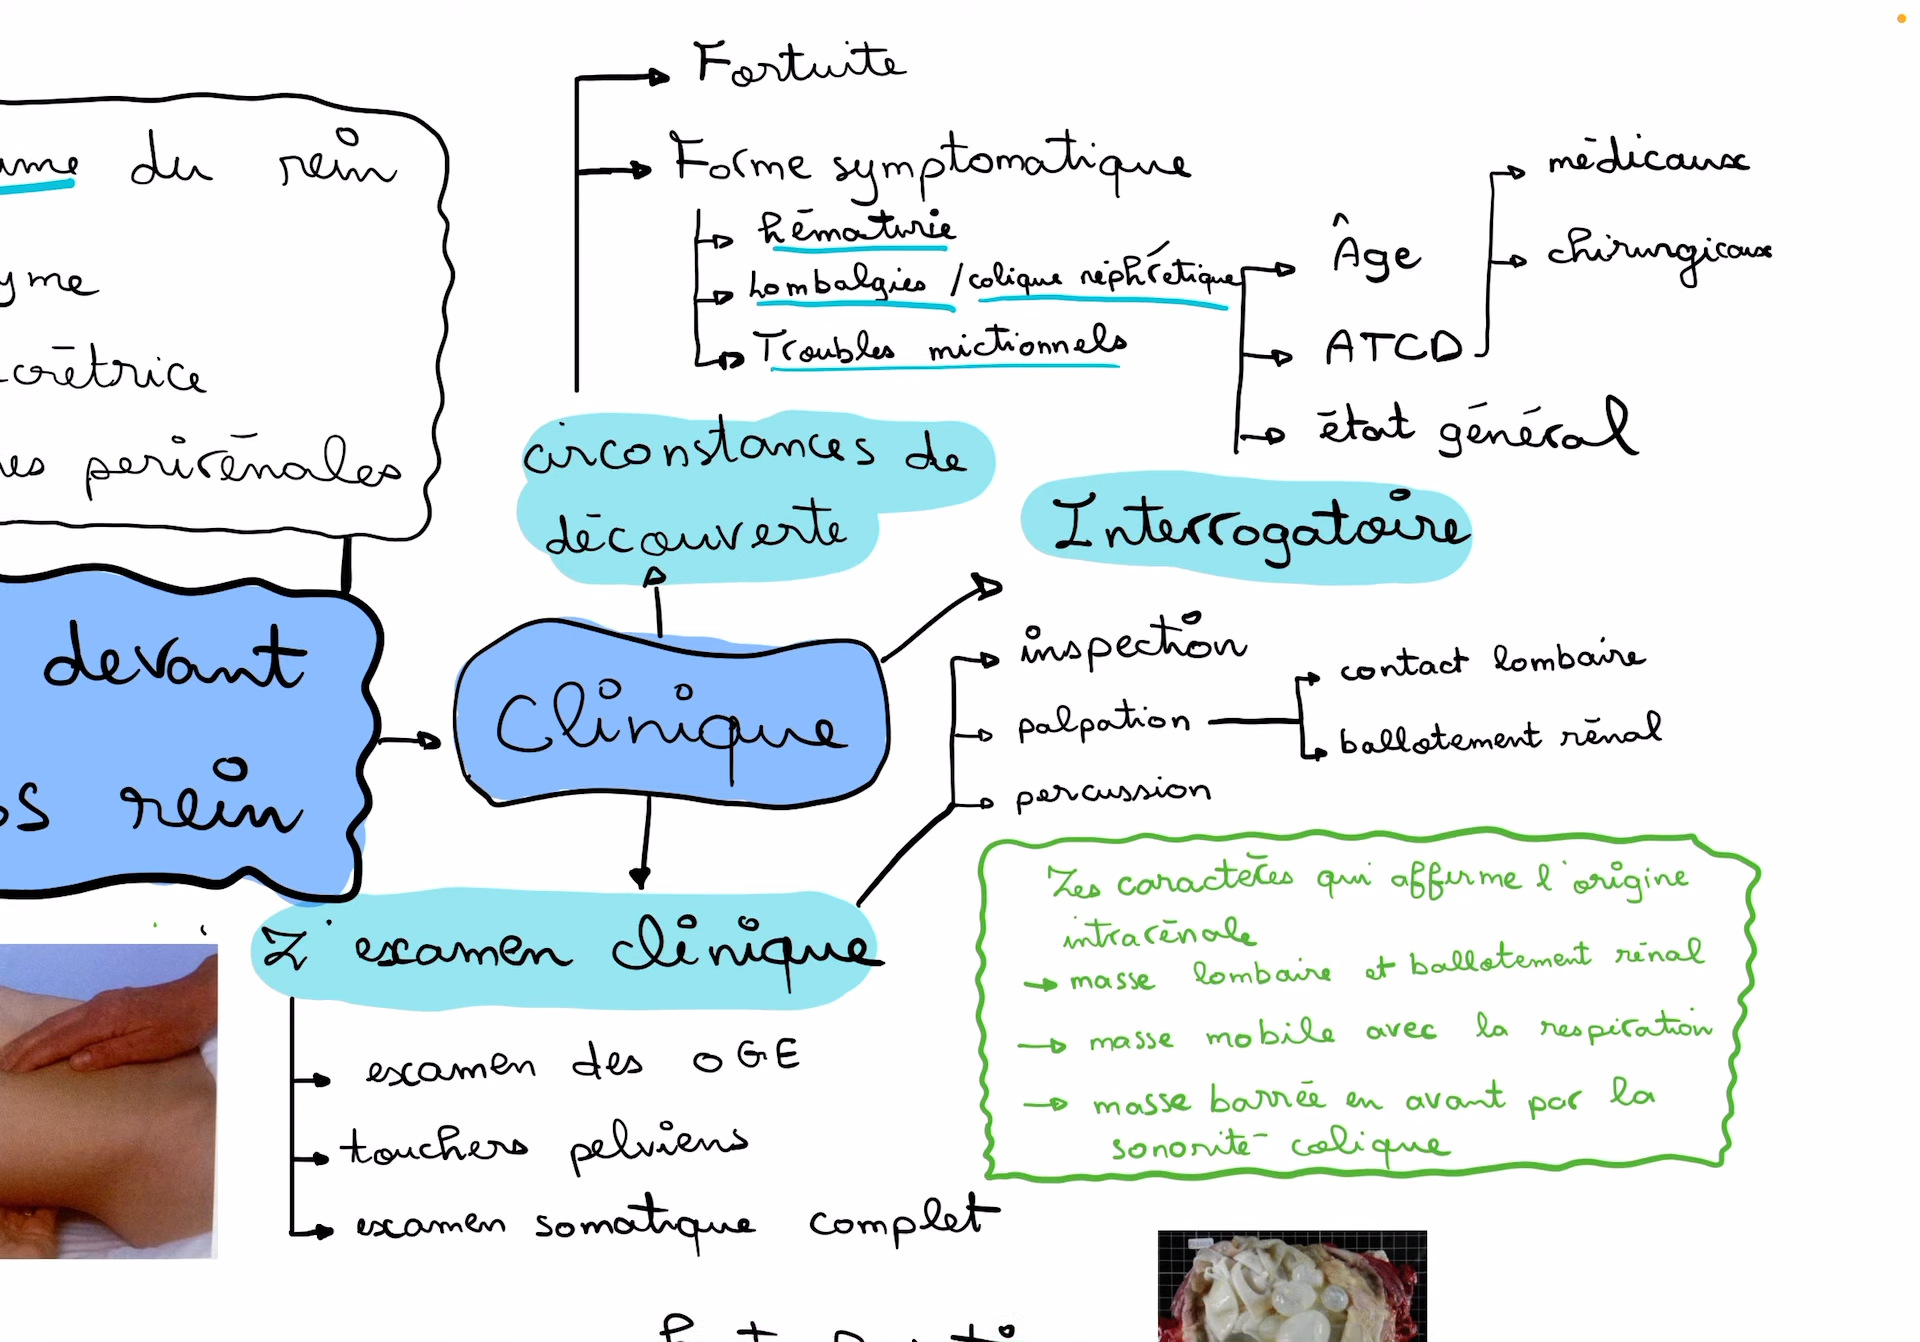 Fortuite
Forme symptomatique
hématurie
Lombalgies / colique néphrétique
Troubles mictionnels
circonstances de
découverte
Âge
ATCD
état général
médicaux
chirurgicaux
Interrogatoire
du rein
périrénales
devant
rein
Clinique
inspection
palpation
percussion
contact lombaire
ballotement rénal
L'examen clinique
examen des OGE
touchers pelviens
examen somatique complet
Les caractères qui affirme l'origine
intrarénale
masse lombaire et ballotement rénal
masse mobile avec la respiration
masse barrée en avant par la
sonorité colique